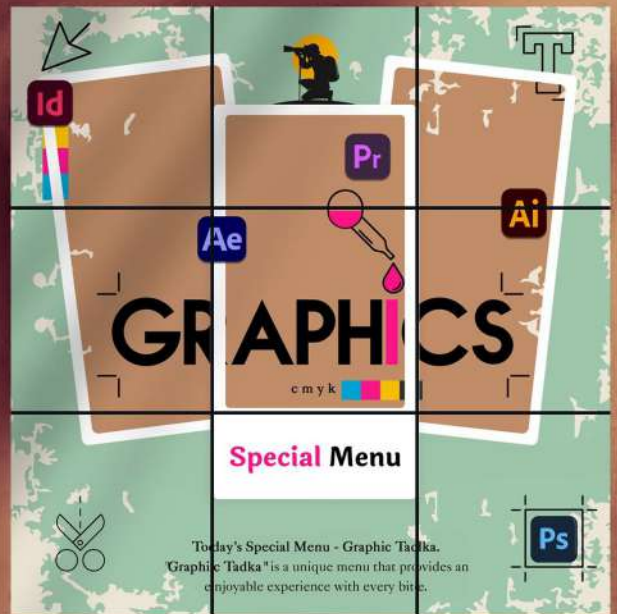 T
Id
Pr
Ai
Ae
GRAPHICS
cmyk
Special Menu
Ps
Today's Special Menu - Graphic Tadka.
"Graphic Tadka" is a unique menu that provides an
enjoyable experience with every bite.